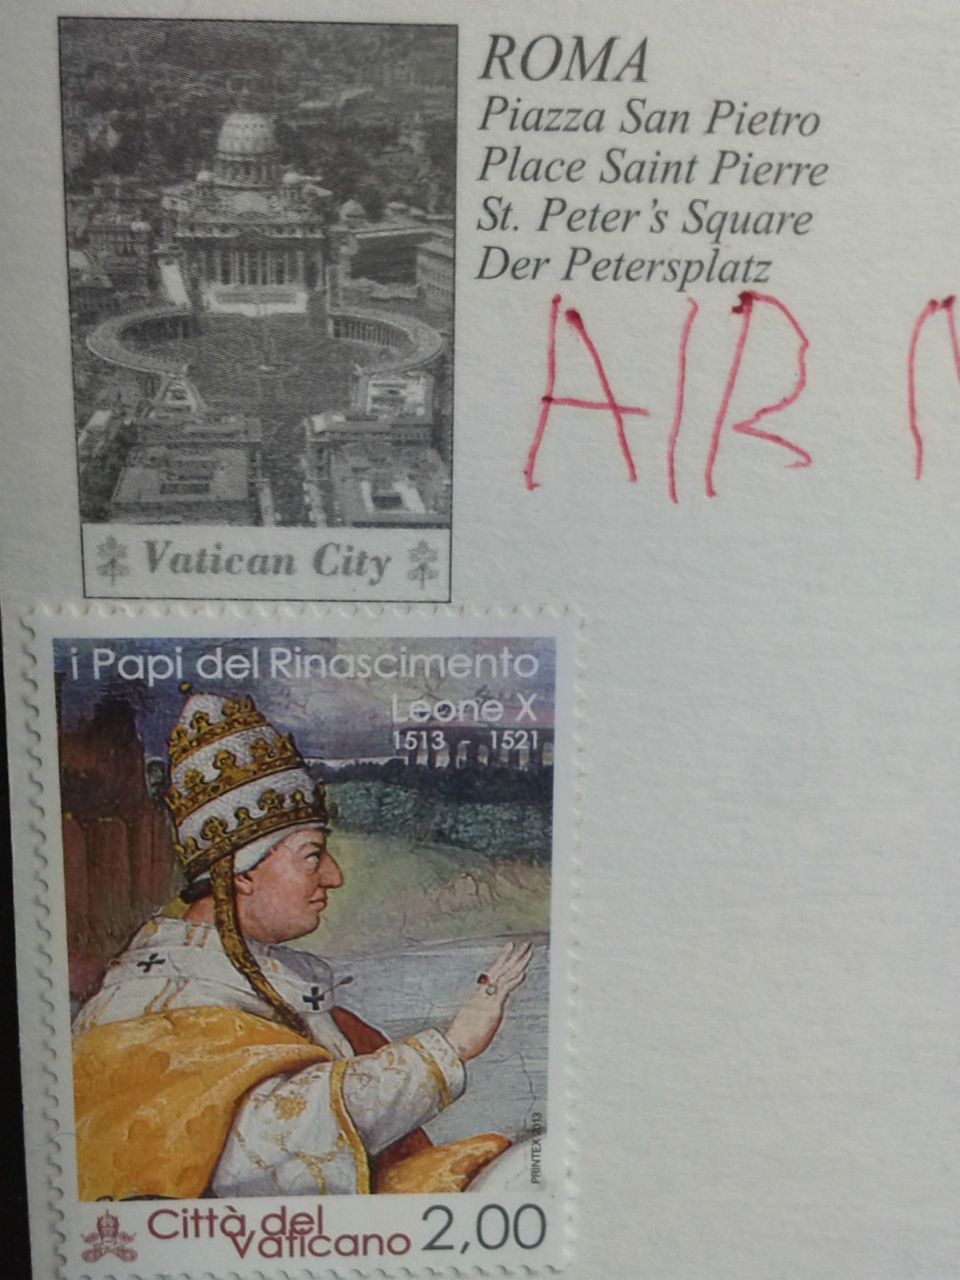 ROMA
Piazza San Pietro
Place Saint Pierre
St. Peter's Square
Der Petersplatz
AIR
Vatican City
i Papi del Rinascimento
Leone X
1513 - 1521
PRINTEX 2013
Città del
Vaticano 2,00